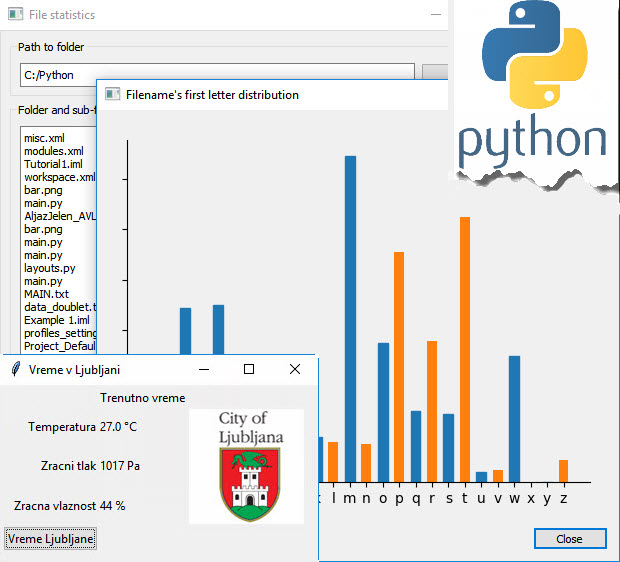 File statistics
Path to folder
C:/Python
Folder and sub-f
misc.xml
modules.xml
Tutorial1.iml
workspace.xml
bar.png
main.py
AljazJelen_AVL
bar.png
main.py
main.py
layouts.py
main.py
MAIN.txt
data_doublet.t
Example 1.iml
profiles_setting
Project_Defaul
Filename's first letter distribution
l m n o p q r s t u v w x y z
Close
python
Vreme v Ljubljani
Trenutno vreme
Temperatura 27.0 °C
Zracni tlak 1017 Pa
Zracna vlaznost 44 %
City of
Ljubljana
Vreme Ljubljane